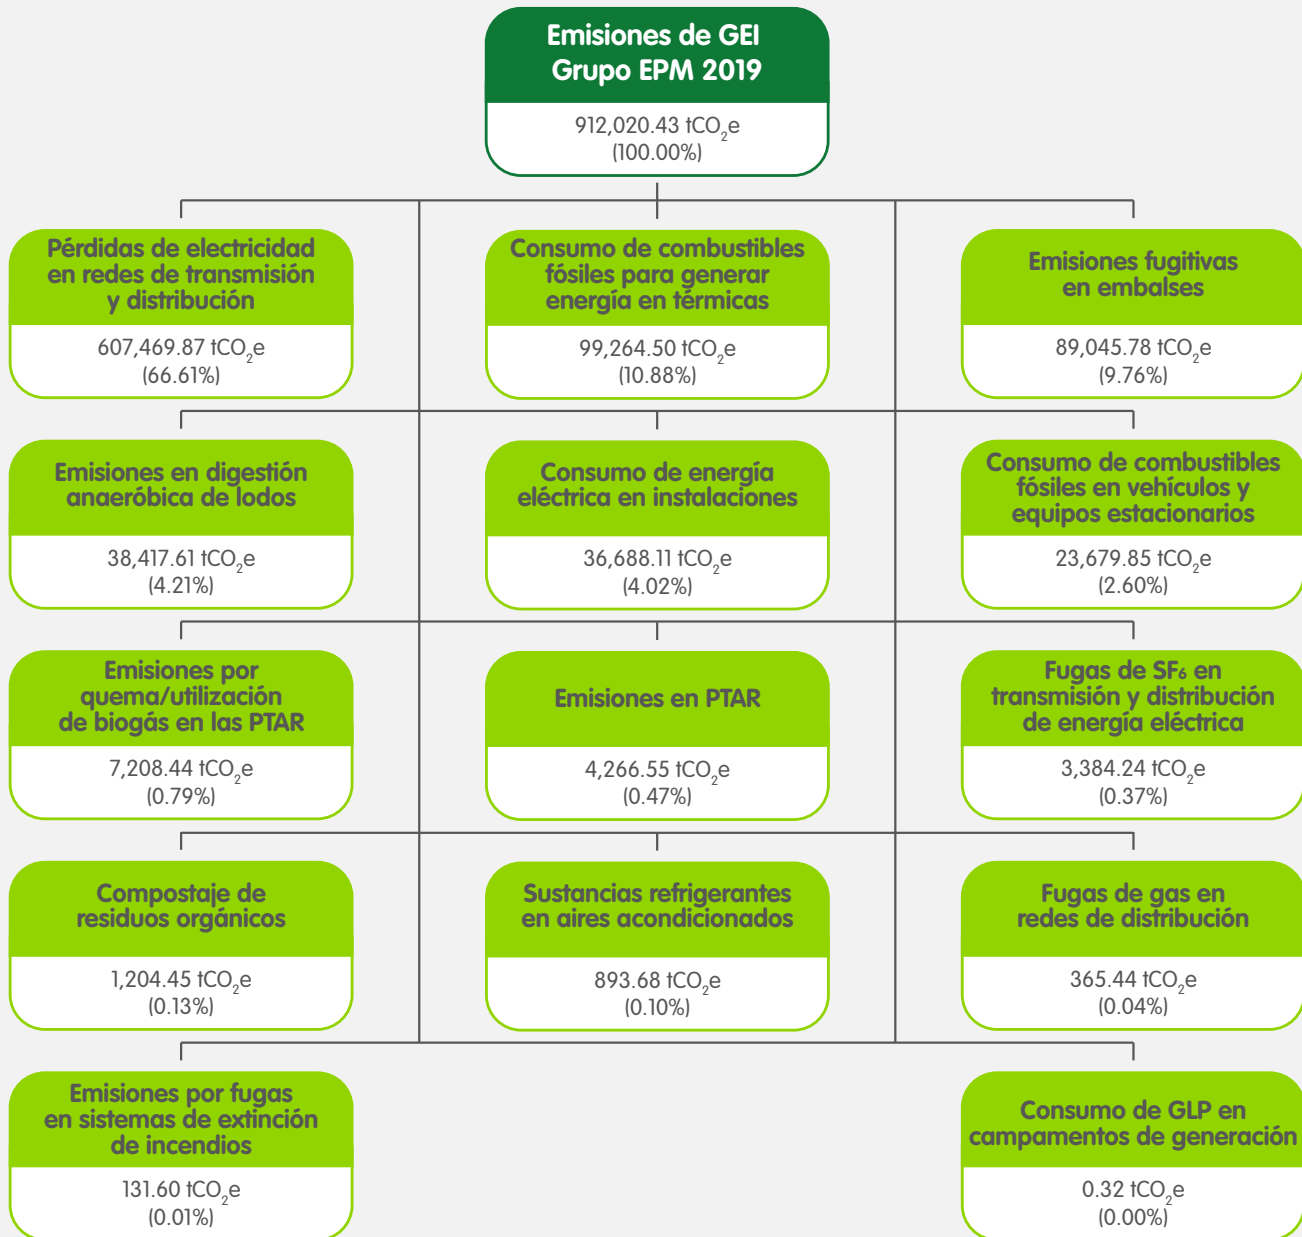 Emisiones de GEI
Grupo EPM 2019
912,020.43 tCO₂e
(100.00%)
Pérdidas de electricidad
en redes de transmisión
y distribución
607,469.87 tCO₂e
(66.61%)
Consumo de combustibles
fósiles para generar
energía en térmicas
99,264.50 tCO₂e
(10.88%)
Emisiones fugitivas
en embalses
89,045.78 tCO₂e
(9.76%)
Emisiones en digestión
anaeróbica de lodos
38,417.61 tCO₂e
(4.21%)
Consumo de energía
eléctrica en instalaciones
36,688.11 tCO₂e
(4.02%)
Consumo de combustibles
fósiles en vehículos y
equipos estacionarios
23,679.85 tCO₂e
(2.60%)
Emisiones por
quema/utilización
de biogás en las PTAR
7,208.44 tCO₂e
(0.79%)
Emisiones en PTAR
4,266.55 tCO₂e
(0.47%)
Fugas de SF₆ en
transmisión y distribución
de energía eléctrica
3,384.24 tCO₂e
(0.37%)
Compostaje de
residuos orgánicos
1,204.45 tCO₂e
(0.13%)
Sustancias refrigerantes
en aires acondicionados
893.68 tCO₂e
(0.10%)
Fugas de gas en
redes de distribución
365.44 tCO₂e
(0.04%)
Emisiones por fugas
en sistemas de extinción
de incendios
131.60 tCO₂e
(0.01%)
Consumo de GLP en
campamentos de generación
0.32 tCO₂e
(0.00%)